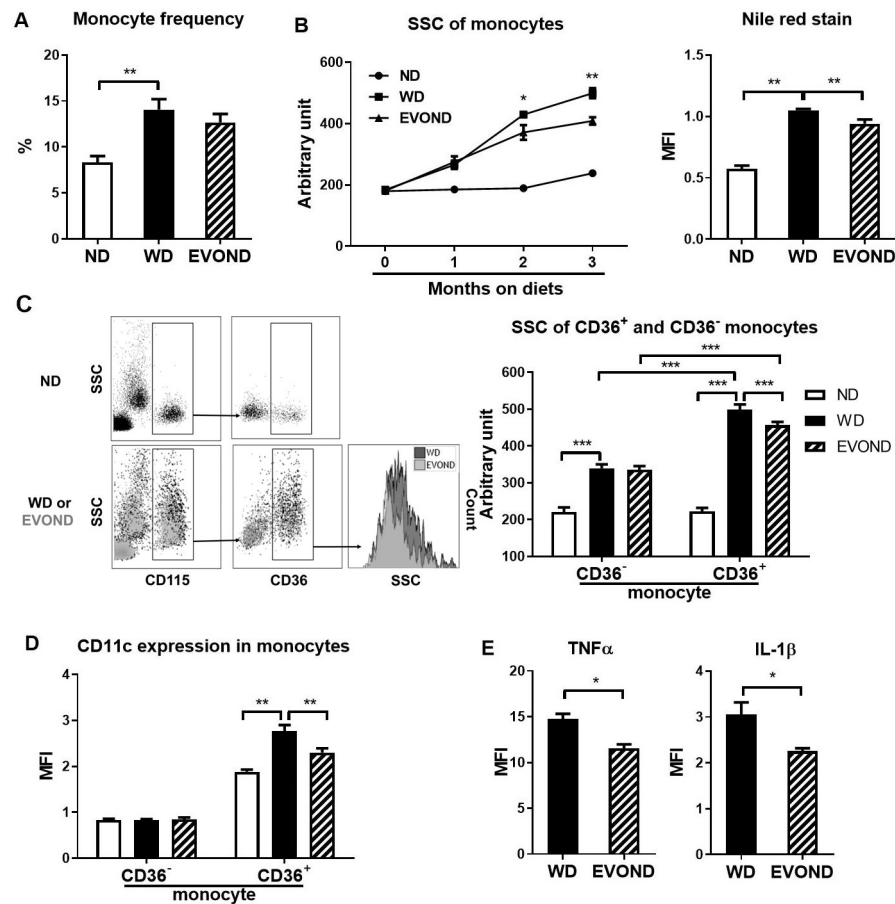 A
Monocyte frequency
**
20
15
10
5
0
%
ND WD EVOND
B
SSC of monocytes
ND
WD
EVOND
*
**
600
400
200
0
Arbitrary unit
0 1 2 3
Months on diets
Nile red stain
** **
1.5
1.0
0.5
0.0
MFI
ND WD EVOND
C
ND
SSC
WD or
EVOND
SSC
CD115
CD36
WD
EVOND
Count
SSC
SSC of CD36+ and CD36- monocytes
***
***
*** ***
***
600
500
400
300
200
100
Arbitrary unit
ND
WD
EVOND
CD36- CD36+
monocyte
D
CD11c expression in monocytes
** **
4
3
2
1
0
MFI
CD36- CD36+
monocyte
E
TNFα
*
20
15
10
5
0
MFI
WD EVOND
IL-1β
*
4
3
2
1
0
MFI
WD EVOND